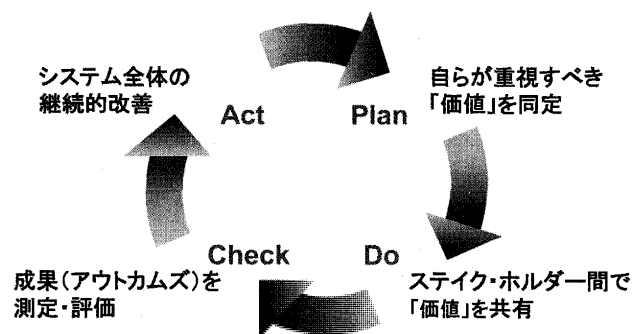 システム全体の
継続的改善
Act
Plan
自らが重視すべき
「価値」を同定
Check
Do
成果(アウトカムズ)を
測定・評価
ステイク・ホルダー間で
「価値」を共有